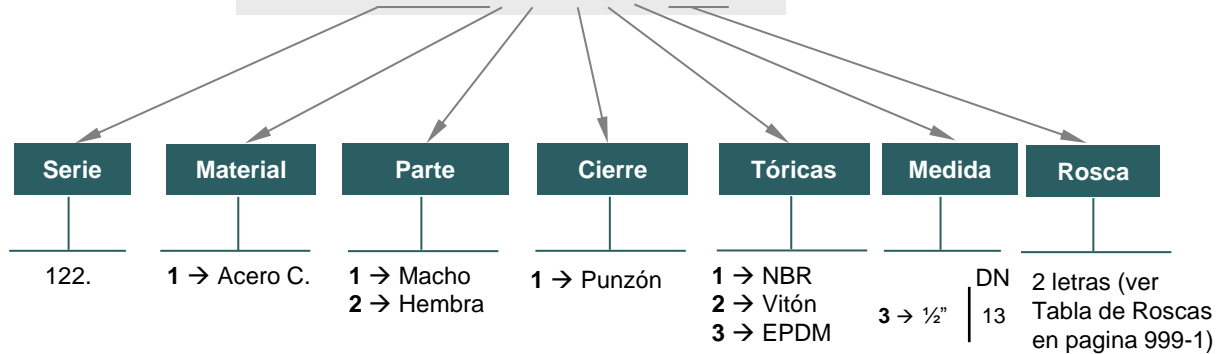 Serie
Material
Parte
Cierre
Tóricas
Medida
Rosca
122.
1 → Acero C.
1 → Macho
2 → Hembra
1 → Punzón
1 → NBR
2 → Vitón
3 → EPDM
DN
3 → ½” 13
2 letras (ver
Tabla de Roscas
en pagina 999-1)